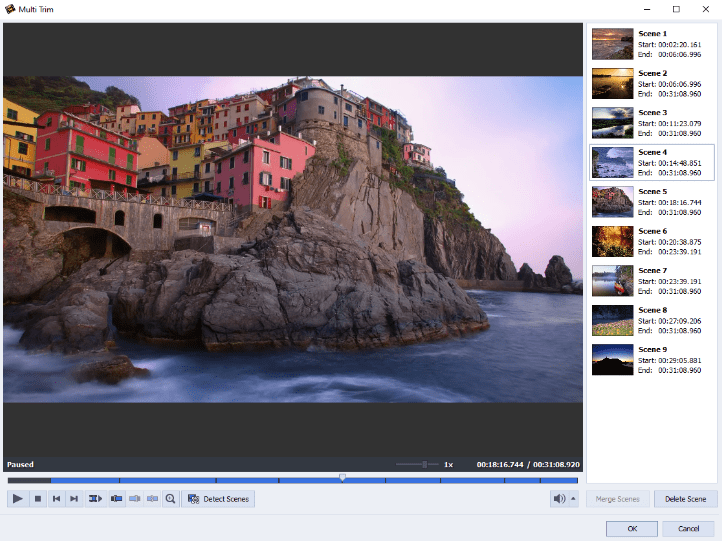 Multi Trim
Scene 1
Start: 00:02:20.161
End: 00:06:06.996
Scene 2
Start: 00:06:06.996
End: 00:31:08.960
Scene 3
Start: 00:11:23.079
End: 00:31:08.960
Scene 4
Start: 00:14:48.851
End: 00:31:08.960
Scene 5
Start: 00:18:16.744
End: 00:31:08.960
Scene 6
Start: 00:20:38.875
End: 00:23:39.191
Scene 7
Start: 00:23:39.191
End: 00:31:08.960
Scene 8
Start: 00:27:09.206
End: 00:31:08.960
Scene 9
Start: 00:29:05.881
End: 00:31:08.960
Paused 1x 00:18:16.744 / 00:31:08.920
Detect Scenes Merge Scenes Delete Scene
OK Cancel